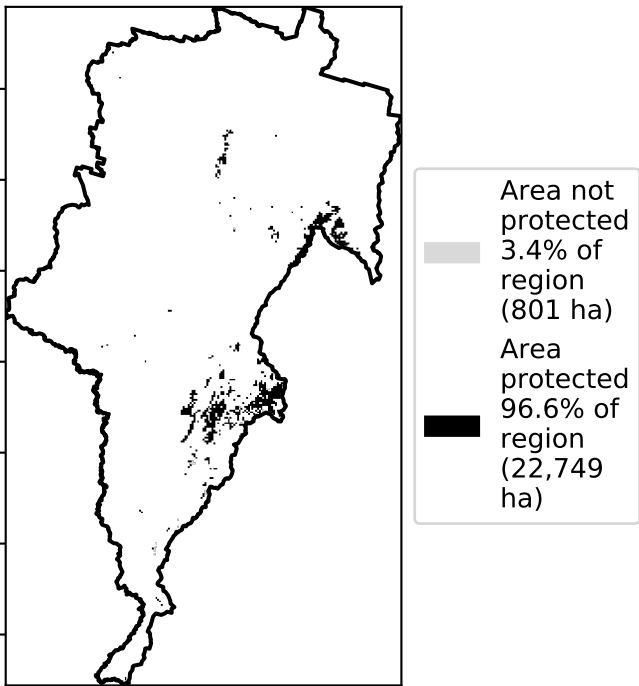 Area not
protected
3.4% of
region
(801 ha)
Area
protected
96.6% of
region
(22,749
ha)